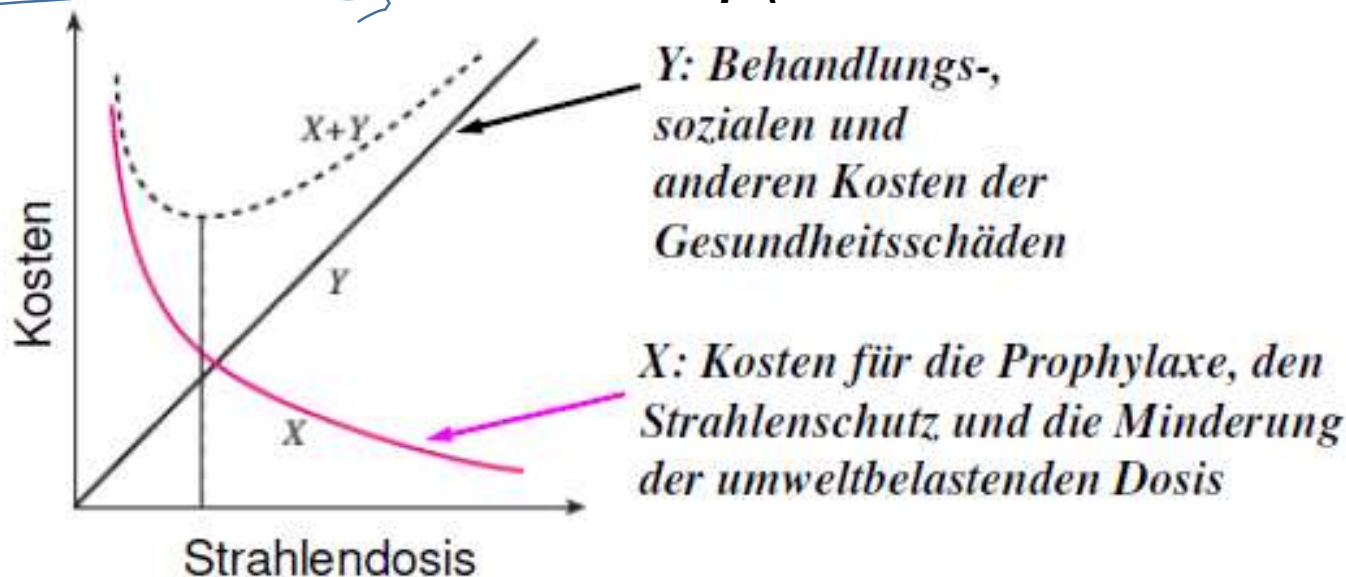 Y: Behandlungs-,
sozialen und
anderen Kosten der
Gesundheitsschäden
X+Y
Y
Kosten
X: Kosten für die Prophylaxe, den
Strahlenschutz und die Minderung
der umweltbelastenden Dosis
X
Strahlendosis